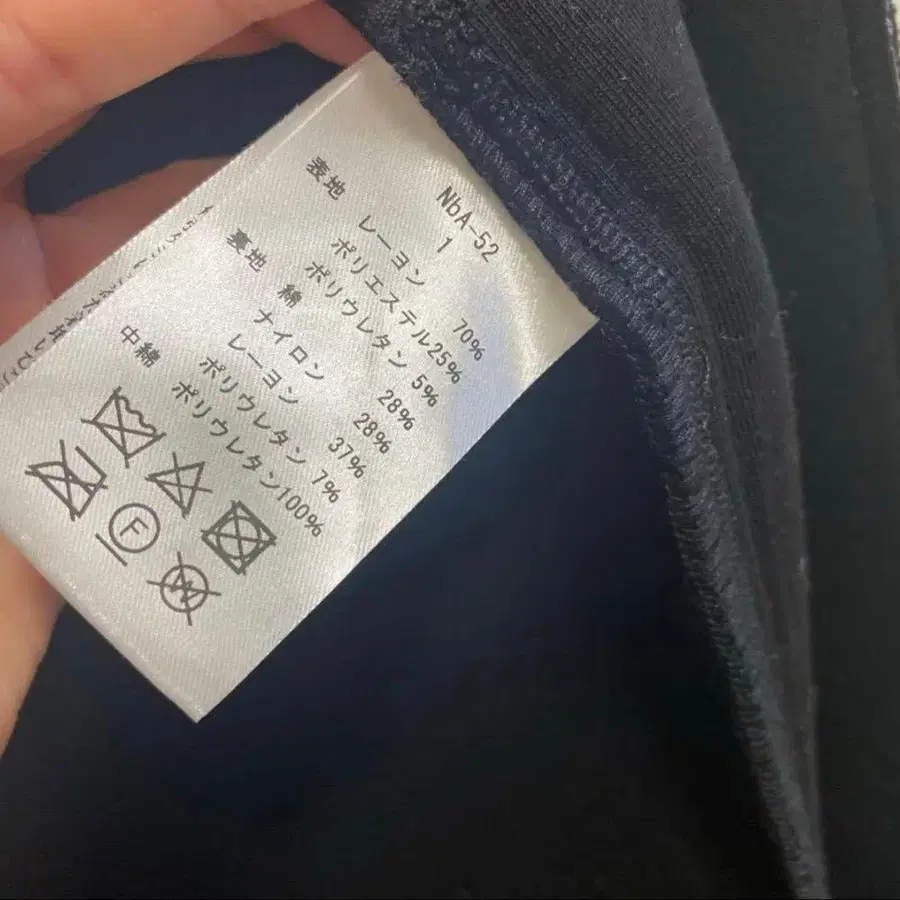 NbA-52
1
表地 レーヨン 70%
ポリエステル25%
ポリウレタン 5%
裏地 綿 28%
ナイロン 28%
レーヨン 37%
ポリウレタン 7%
中綿 ポリウレタン100%
F
W